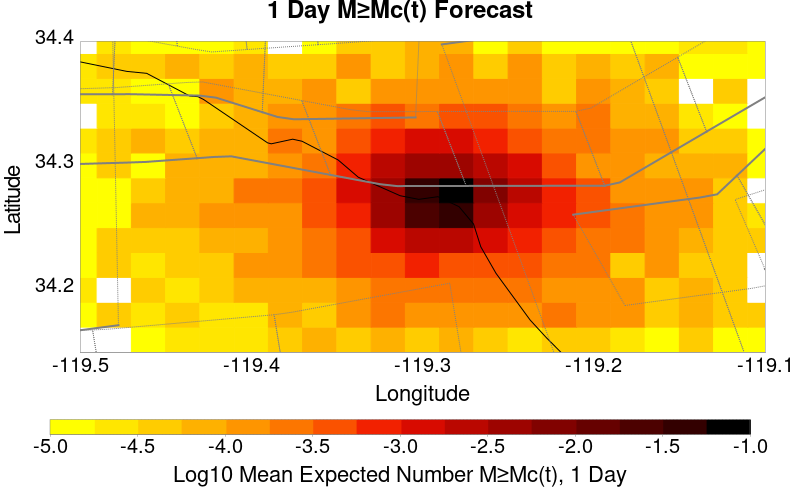 1 Day M≥Mc(t) Forecast
34.4
34.3
34.2
Latitude
-119.5 -119.4 -119.3 -119.2 -119.1
Longitude
-5.0 -4.5 -4.0 -3.5 -3.0 -2.5 -2.0 -1.5 -1.0
Log10 Mean Expected Number M≥Mc(t), 1 Day